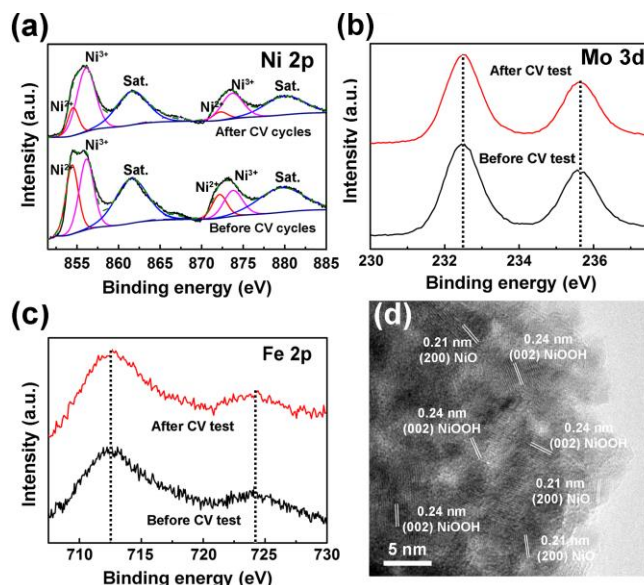 (a)
Ni 2p
Ni³⁺
Ni²⁺
Sat.
Ni³⁺
Ni²⁺
Sat.
After CV cycles
Ni²⁺
Ni³⁺
Sat.
Ni²⁺
Ni³⁺
Sat.
Before CV cycles
Intensity (a.u.)
855 860 865 870 875 880 885
Binding energy (eV)
(b)
Mo 3d
After CV test
Before CV test
Intensity (a.u.)
230 232 234 236
Binding energy (eV)
(c)
Fe 2p
After CV test
Before CV test
Intensity (a.u.)
710 715 720 725 730
Binding energy (eV)
(d)
0.21 nm
(200) NiO
0.24 nm
(002) NiOOH
0.24 nm
(002) NiOOH
0.24 nm
(002) NiOOH
0.21 nm
(200) NiO
0.24 nm
(002) NiOOH
0.21 nm
(200) NiO
5 nm